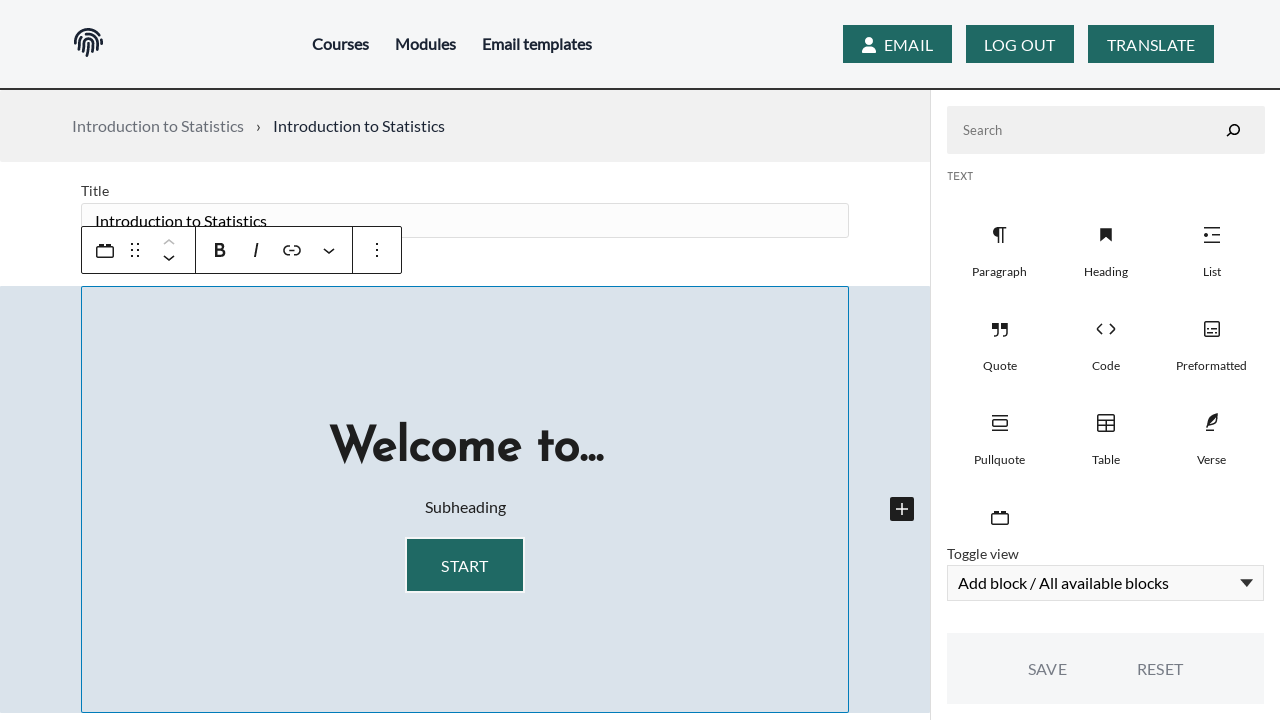 Courses Modules Email templates EMAIL LOG OUT TRANSLATE
Introduction to Statistics › Introduction to Statistics
Search
TEXT
Title
Introduction to Statistics
B I
Paragraph Heading List
Quote Code Preformatted
Welcome to...
Pullquote Table Verse
Subheading
START
Toggle view
Add block / All available blocks
SAVE RESET